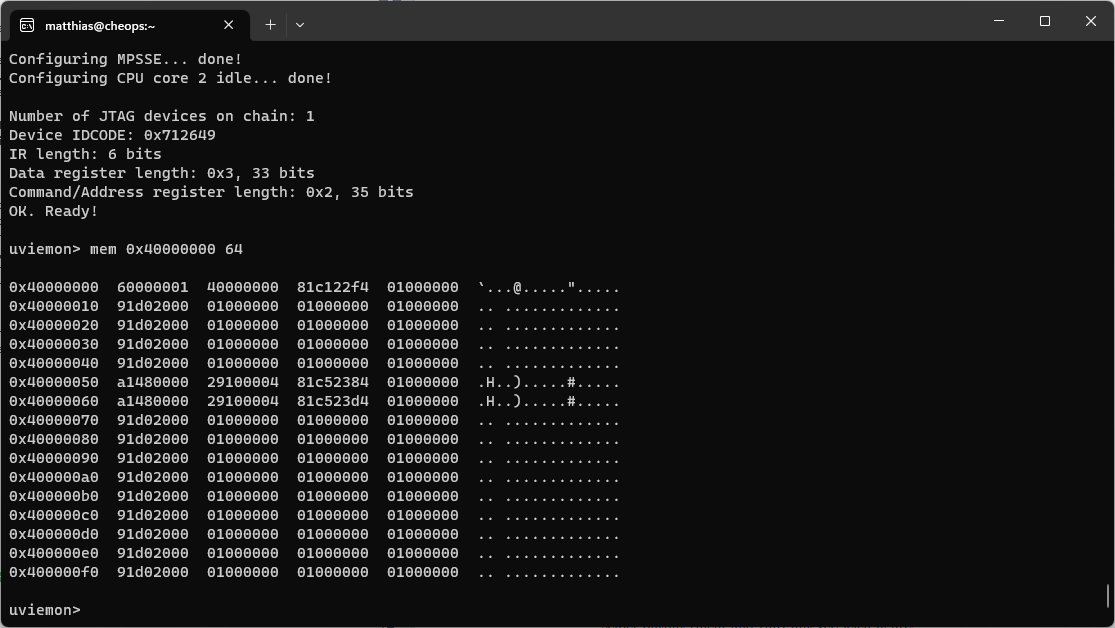 matthias@cheops:~
Configuring MPSSE... done!
Configuring CPU core 2 idle... done!
Number of JTAG devices on chain: 1
Device IDCODE: 0x712649
IR length: 6 bits
Data register length: 0x3, 33 bits
Command/Address register length: 0x2, 35 bits
OK. Ready!
uviemon> mem 0x40000000 64
0x40000000  60000001  40000000  81c122f4  01000000  `...@.....".....
0x40000010  91d02000  01000000  01000000  01000000  .. .............
0x40000020  91d02000  01000000  01000000  01000000  .. .............
0x40000030  91d02000  01000000  01000000  01000000  .. .............
0x40000040  91d02000  01000000  01000000  01000000  .. .............
0x40000050  a1480000  29100004  81c52384  01000000  .H..).....#.....
0x40000060  a1480000  29100004  81c523d4  01000000  .H..).....#.....
0x40000070  91d02000  01000000  01000000  01000000  .. .............
0x40000080  91d02000  01000000  01000000  01000000  .. .............
0x40000090  91d02000  01000000  01000000  01000000  .. .............
0x400000a0  91d02000  01000000  01000000  01000000  .. .............
0x400000b0  91d02000  01000000  01000000  01000000  .. .............
0x400000c0  91d02000  01000000  01000000  01000000  .. .............
0x400000d0  91d02000  01000000  01000000  01000000  .. .............
0x400000e0  91d02000  01000000  01000000  01000000  .. .............
0x400000f0  91d02000  01000000  01000000  01000000  .. .............
uviemon>